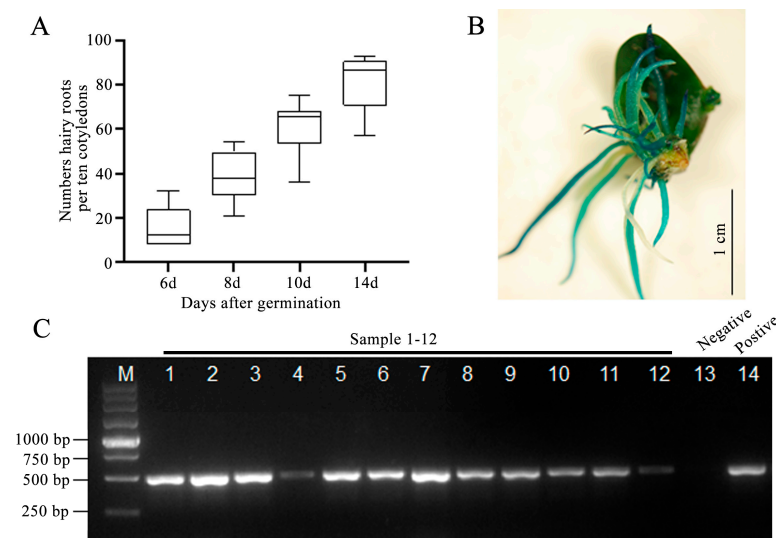 A
100
80
60
40
20
0
Numbers hairy roots
per ten cotyledons
6d 8d 10d 14d
Days after germination
B
1 cm
C
Sample 1-12
Negative
Postive
M 1 2 3 4 5 6 7 8 9 10 11 12 13 14
1000 bp
750 bp
500 bp
250 bp